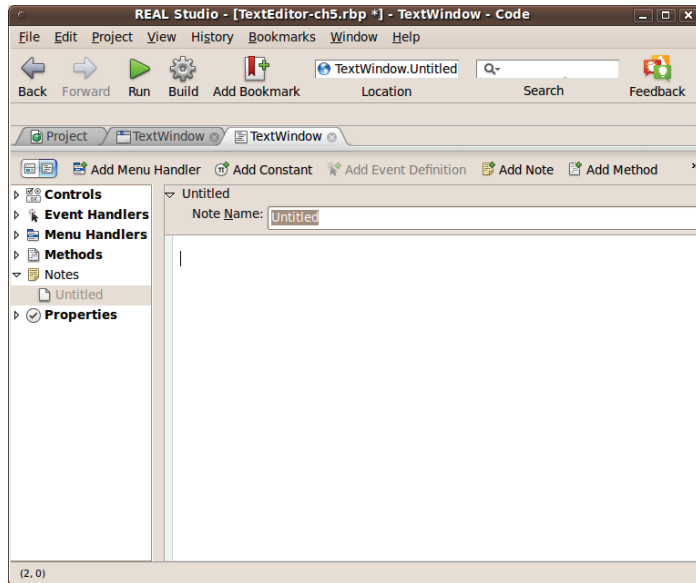 REAL Studio - [TextEditor-ch5.rbp *] - TextWindow - Code
File Edit Project View History Bookmarks Window Help
TextWindow.Untitled
Back Forward Run Build Add Bookmark Location Search Feedback
Project TextWindow TextWindow
Add Menu Handler Add Constant Add Event Definition Add Note Add Method
Controls
Event Handlers
Menu Handlers
Methods
Notes
Untitled
Properties
Untitled
Note Name: Untitled
(2, 0)